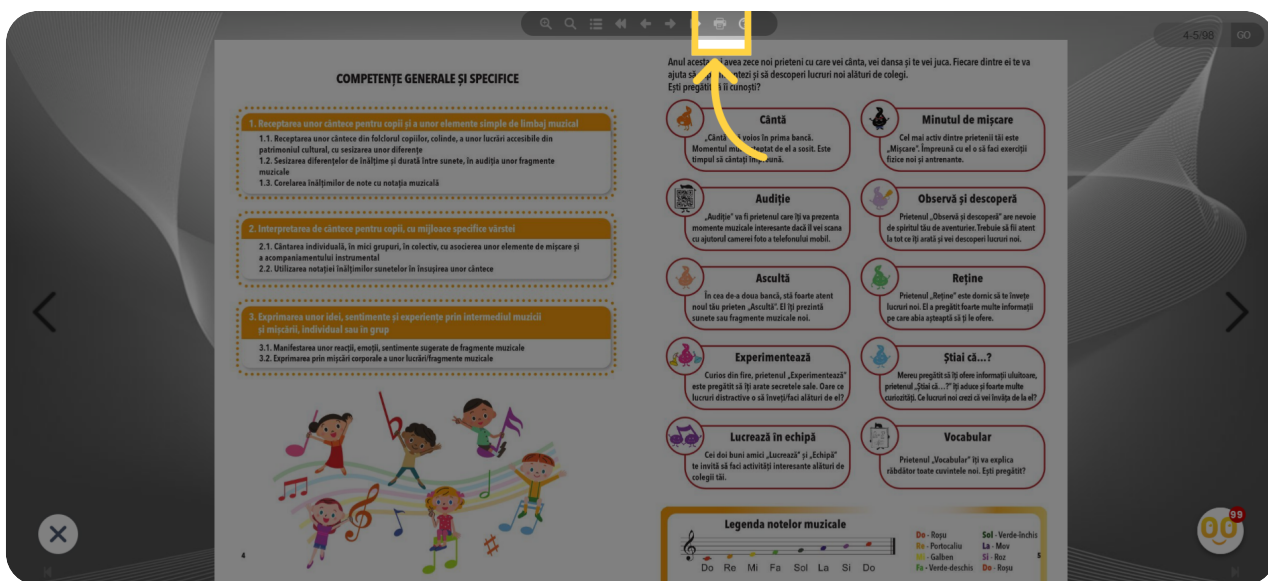 4-5/98 GO
COMPETENȚE GENERALE ȘI SPECIFICE
1. Receptarea unor cântece pentru copii și a unor elemente simple de limbaj muzical
1.1. Receptarea unor cântece din folclorul copiilor, colinde, a unor lucrări accesibile din
patrimoniul cultural, cu sesizarea unor diferențe
1.2. Sesizarea diferențelor de înălțime și durată între sunete, în audiția unor fragmente
muzicale
1.3. Corelarea înălțimilor de note cu notația muzicală
2. Interpretarea de cântece pentru copii, cu mijloace specifice vârstei
2.1. Cântarea individuală, în mici grupuri, în colectiv, cu asocierea unor elemente de mișcare și
a acompaniamentului instrumental
2.2. Utilizarea notației înălțimilor sunetelor în însușirea unor cântece
3. Exprimarea unor idei, sentimente și experiențe prin intermediul muzicii
și mișcării, individual sau în grup
3.1. Manifestarea unor reacții, emoții, sentimente sugerate de fragmente muzicale
3.2. Exprimarea prin mișcări corporale a unor lucrări/fragmente muzicale
4
Anul acesta avea zece noi prieteni cu care vei cânta, vei dansa și te vei juca. Fiecare dintre ei te va
ajuta să și să descoperi lucruri noi alături de colegi.
Ești pregătit îi cunoști?
Cântă
„Cântă voios în prima bancă.
Momentul de el a sosit. Este
timpul să cântați împreună.
Minutul de mișcare
Cel mai activ dintre prietenii tăi este
„Mișcare”. Împreună cu el o să faci exerciții
fizice noi și antrenante.
Audiție
„Audiție” va fi prietenul care îți va prezenta
momente muzicale interesante dacă îl vei scana
cu ajutorul camerei foto a telefonului mobil.
Observă și descoperă
Prietenul „Observă și descoperă” are nevoie
de spiritul tău de aventurier. Trebuie să fii atent
la tot ce îți arată și vei descoperi lucruri noi.
Ascultă
În cea de-a doua bancă, stă foarte atent
noul tău prieten „Ascultă”. El îți prezintă
sunete sau fragmente muzicale noi.
Reține
Prietenul „Reține” este dornic să te învețe
lucruri noi. El a pregătit foarte multe informații
pe care abia așteaptă să ți le ofere.
Experimentează
Curios din fire, prietenul „Experimentează”
este pregătit să îți arate secretele sale. Oare ce
lucruri distractive o să înveți/faci alături de el?
Știai că...?
Mereu pregătit să îți ofere informații uluitoare,
prietenul „Știai că...?” îți aduce și foarte multe
curiozități. Ce lucruri noi crezi că vei învăța de la el?
Lucrează în echipă
Cei doi buni amici „Lucrează” și „Echipă”
te invită să faci activități interesante alături de
colegii tăi.
Vocabular
Prietenul „Vocabular” îți va explica
răbdător toate cuvintele noi. Ești pregătit?
Legenda notelor muzicale
Do Re Mi Fa Sol La Si Do
Do - Roșu
Re - Portocaliu
Mi - Galben
Fa - Verde-deschis
Sol - Verde-închis
La - Mov
Si - Roz
Do - Roșu
5
99